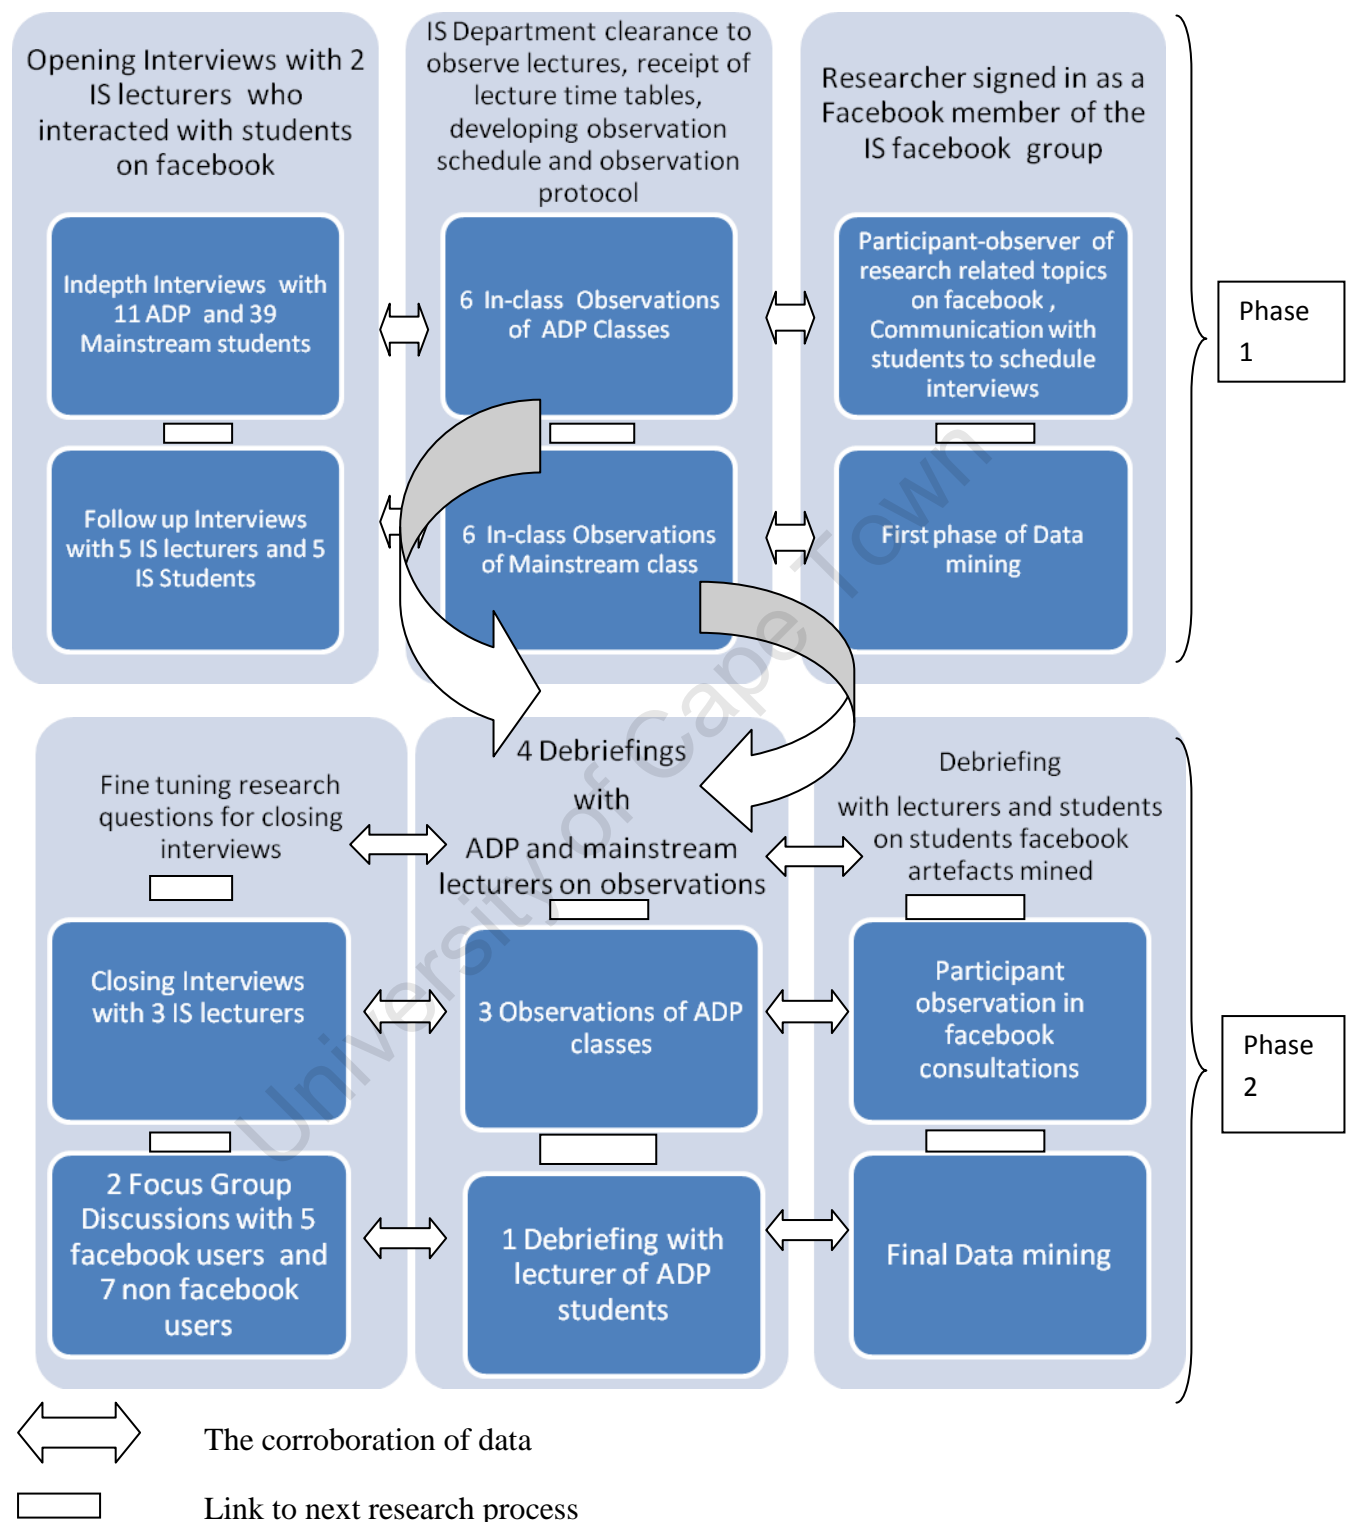 Opening Interviews with 2
IS lecturers who
interacted with students
on facebook
Indepth Interviews with
11 ADP and 39
Mainstream students
Follow up Interviews
with 5 IS lecturers and 5
IS Students
IS Department clearance to
observe lectures, receipt of
lecture time tables,
developing observation
schedule and observation
protocol
6 In-class Observations
of ADP Classes
6 In-class Observations
of Mainstream class
Researcher signed in as a
Facebook member of the
IS facebook group
Participant-observer of
research related topics
on facebook ,
Communication with
students to schedule
interviews
First phase of Data
mining
Phase
1
Fine tuning research
questions for closing
interviews
Closing Interviews
with 3 IS lecturers
2 Focus Group
Discussions with 5
facebook users and
7 non facebook
users
4 Debriefings
with
ADP and mainstream
lecturers on observations
3 Observations of ADP
classes
1 Debriefing with
lecturer of ADP
students
Debriefing
with lecturers and students
on students facebook
artefacts mined
Participant
observation in
facebook
consultations
Final Data mining
Phase
2
University of Cape Town
The corroboration of data
Link to next research process